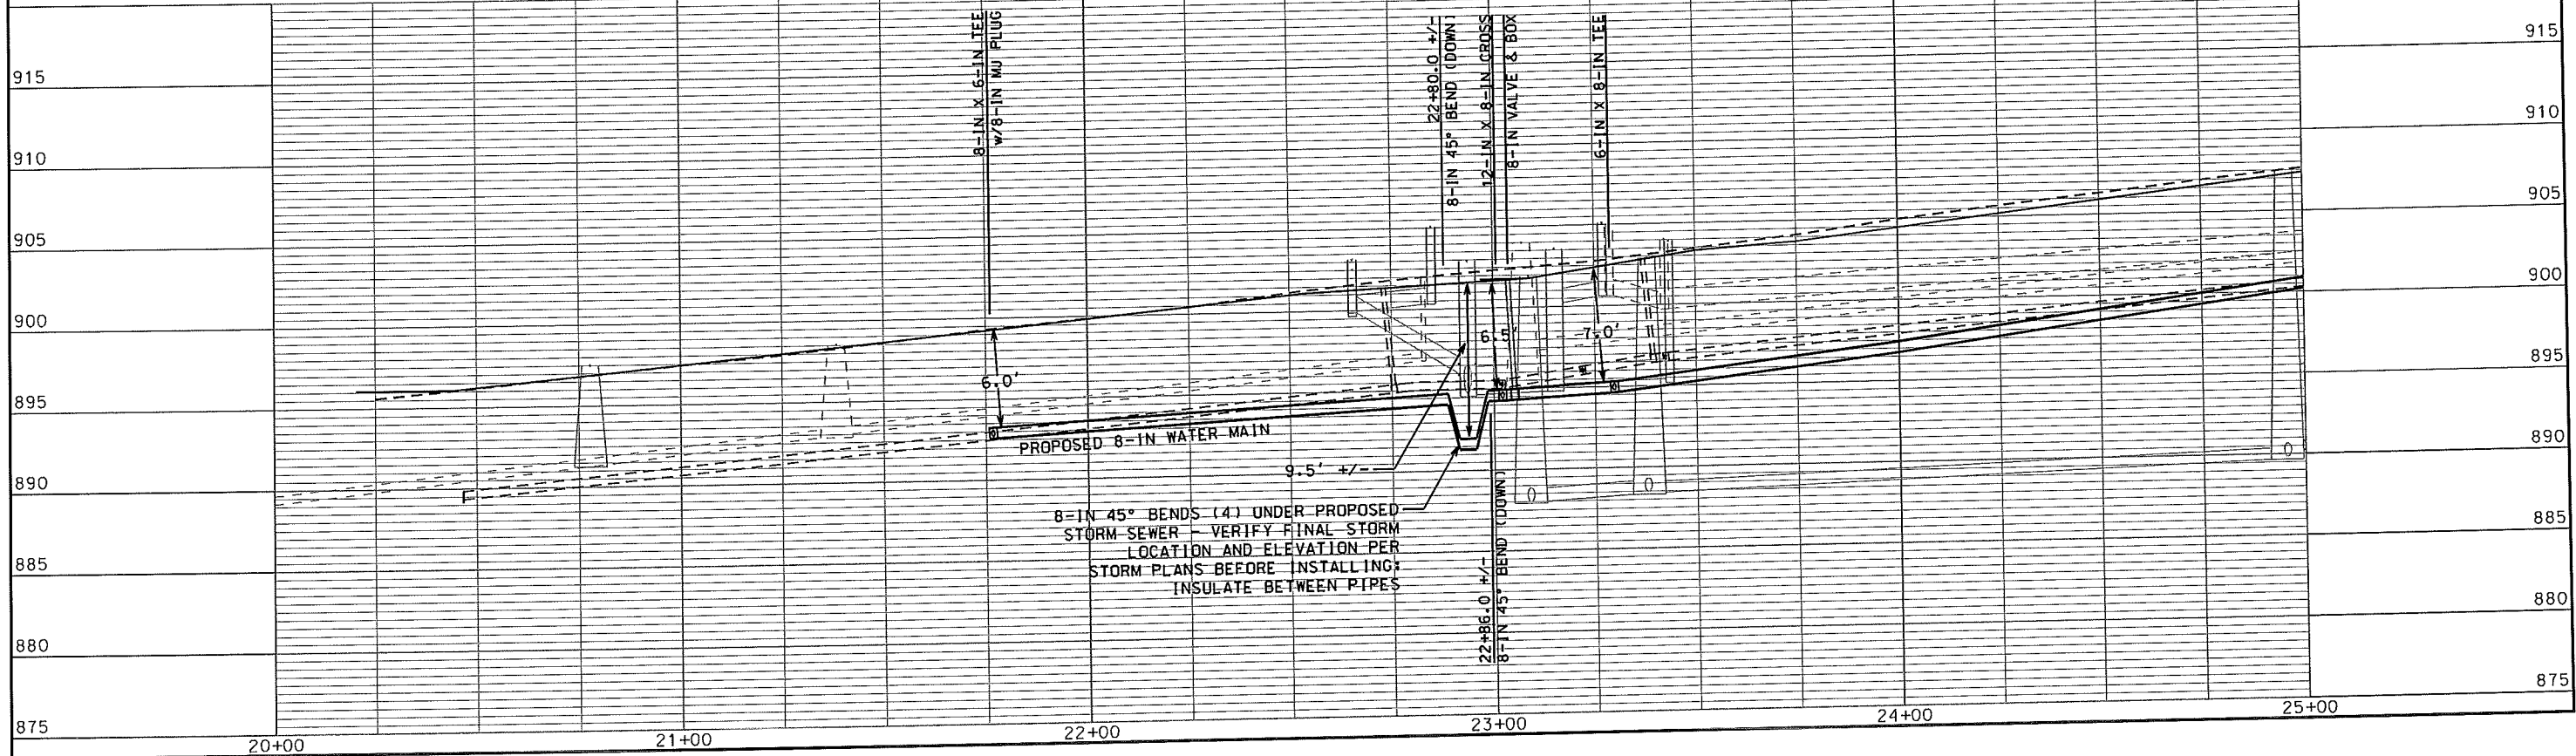 8-IN X 6-IN TEE
w/8-IN MJ PLUG
22+80.0 +/-
8-IN 45° BEND (DOWN)
12-IN X 8-IN CROSS
8-IN VALVE & BOX
6-IN X 8-IN TEE
915
910
905
900
895
890
885
880
875
915
910
905
900
895
890
885
880
875
6.0'
6.5'
7.0'
9.5' +/-
PROPOSED 8-IN WATER MAIN
8-IN 45° BENDS (4) UNDER PROPOSED
STORM SEWER - VERIFY FINAL STORM
LOCATION AND ELEVATION PER
STORM PLANS BEFORE INSTALLING;
INSULATE BETWEEN PIPES
22+86.0 +/-
8-IN 45° BEND (DOWN)
20+00
21+00
22+00
23+00
24+00
25+00